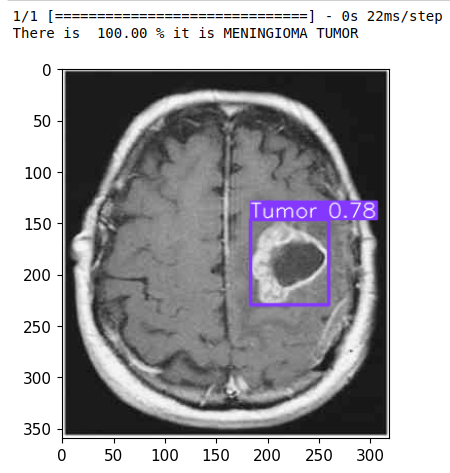 1/1 [==============================] - 0s 22ms/step
There is  100.00 % it is MENINGIOMA TUMOR
0
50
100
150
200
250
300
350
Tumor 0.78
0 50 100 150 200 250 300